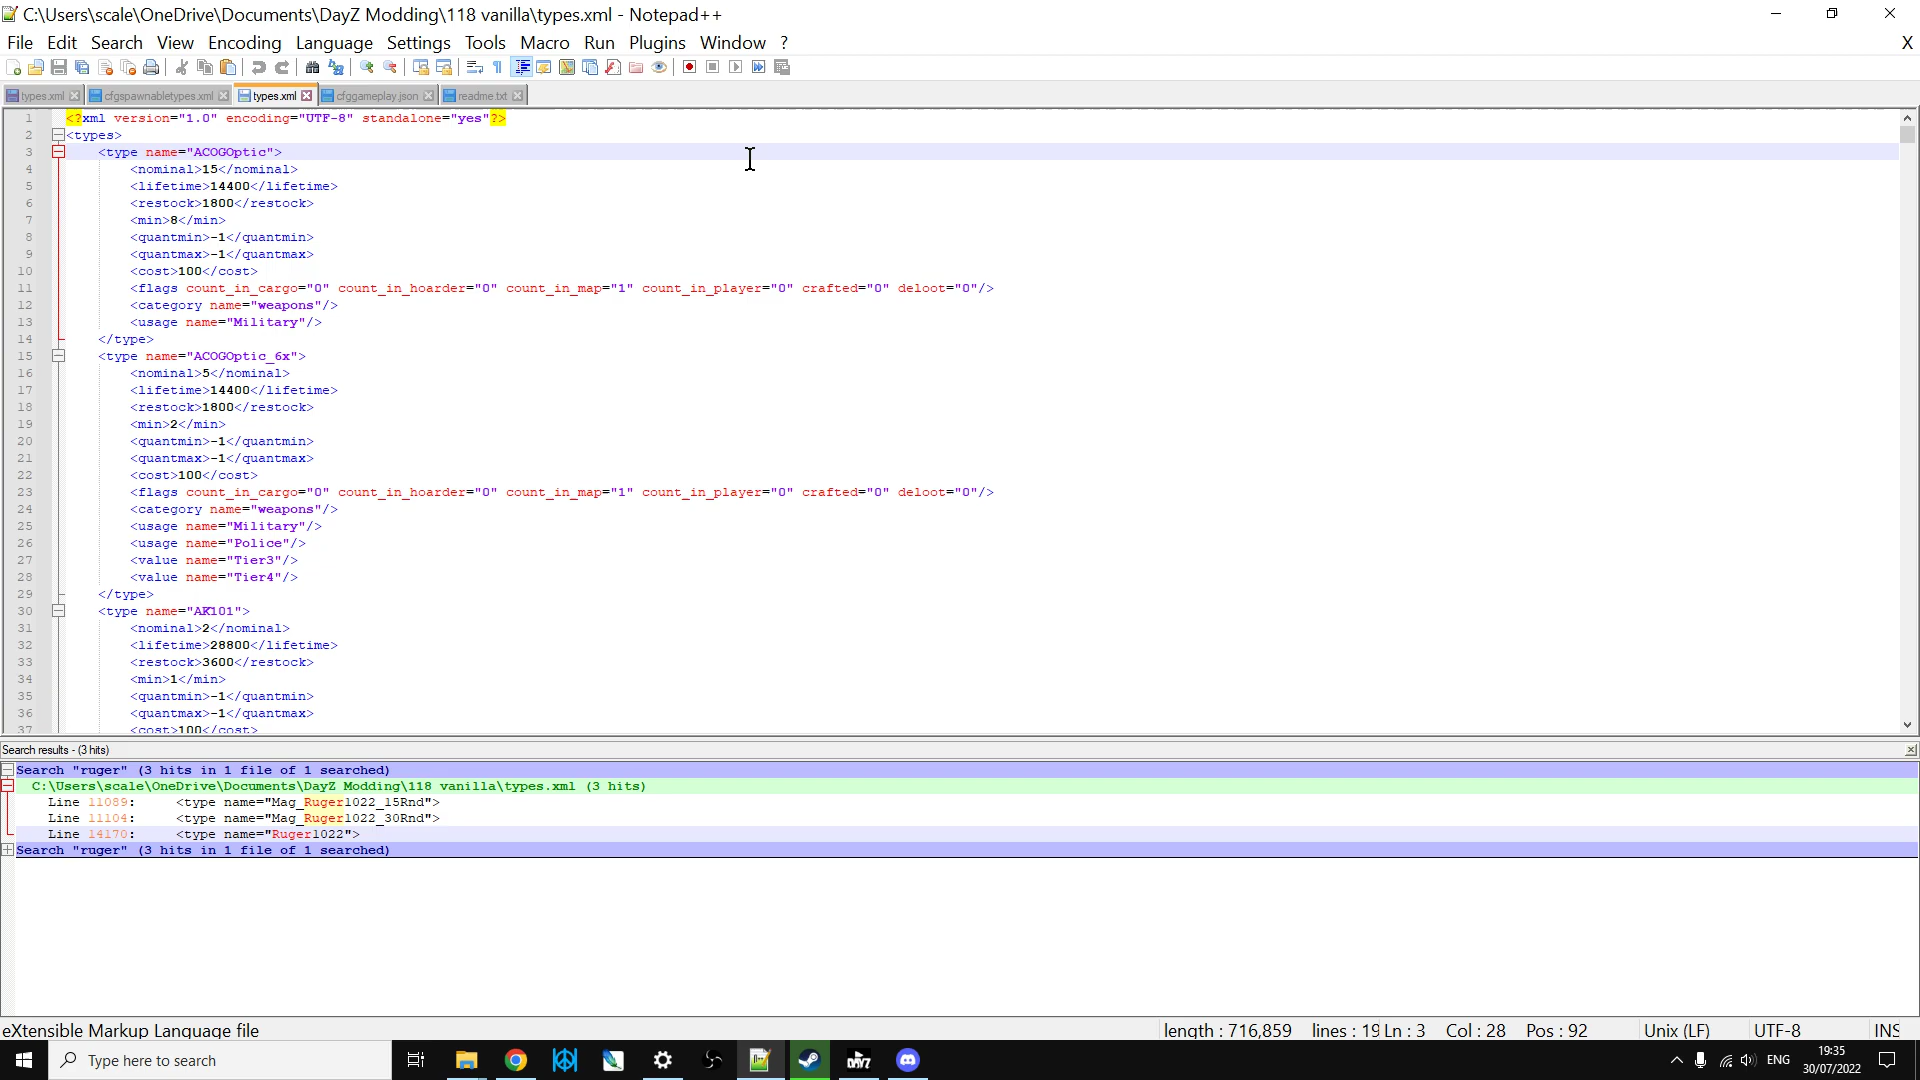 C:\Users\scale\OneDrive\Documents\DayZ Modding\118 vanilla\types.xml - Notepad++
File Edit Search View Encoding Language Settings Tools Macro Run Plugins Window ? X
types.xml cfgspawnabletypes.xml types.xml cfggameplay.json readme.txt
1 <?xml version="1.0" encoding="UTF-8" standalone="yes"?>
2 <types>
3 <type name="ACOGOptic">
4 <nominal>15</nominal>
5 <lifetime>14400</lifetime>
6 <restock>1800</restock>
7 <min>8</min>
8 <quantmin>-1</quantmin>
9 <quantmax>-1</quantmax>
10 <cost>100</cost>
11 <flags count_in_cargo="0" count_in_hoarder="0" count_in_map="1" count_in_player="0" crafted="0" deloot="0"/>
12 <category name="weapons"/>
13 <usage name="Military"/>
14 </type>
15 <type name="ACOGOptic_6x">
16 <nominal>5</nominal>
17 <lifetime>14400</lifetime>
18 <restock>1800</restock>
19 <min>2</min>
20 <quantmin>-1</quantmin>
21 <quantmax>-1</quantmax>
22 <cost>100</cost>
23 <flags count_in_cargo="0" count_in_hoarder="0" count_in_map="1" count_in_player="0" crafted="0" deloot="0"/>
24 <category name="weapons"/>
25 <usage name="Military"/>
26 <usage name="Police"/>
27 <value name="Tier3"/>
28 <value name="Tier4"/>
29 </type>
30 <type name="AK101">
31 <nominal>2</nominal>
32 <lifetime>28800</lifetime>
33 <restock>3600</restock>
34 <min>1</min>
35 <quantmin>-1</quantmin>
36 <quantmax>-1</quantmax>
37 <cost>100</cost>
Search results - (3 hits)
Search "ruger" (3 hits in 1 file of 1 searched)
C:\Users\scale\OneDrive\Documents\DayZ Modding\118 vanilla\types.xml (3 hits)
Line 11089: <type name="Mag_Ruger1022_15Rnd">
Line 11104: <type name="Mag_Ruger1022_30Rnd">
Line 14170: <type name="Ruger1022">
Search "ruger" (3 hits in 1 file of 1 searched)
eXtensible Markup Language file length : 716,859 lines : 19 Ln : 3 Col : 28 Pos : 92 Unix (LF) UTF-8 INS
Type here to search DAYZ ENG 19:35
30/07/2022